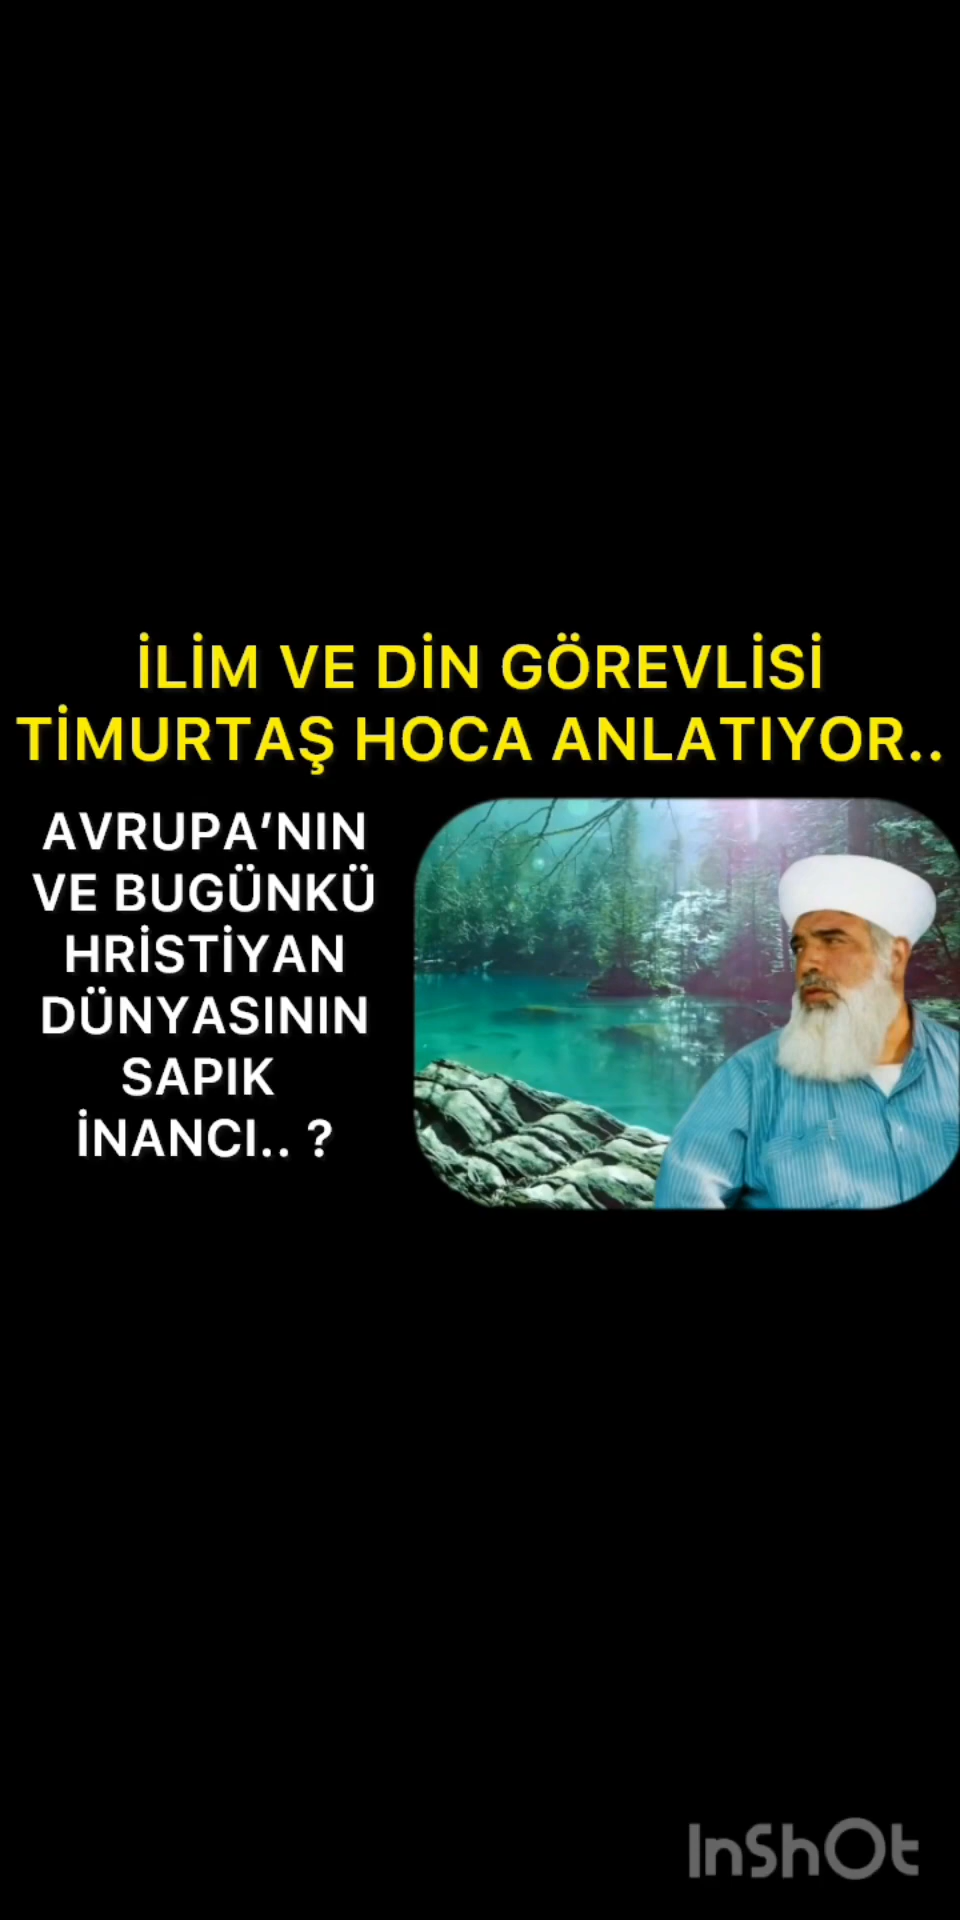 İLİM VE DİN GÖREVLİSİ
TİMURTAŞ HOCA ANLATIYOR..
AVRUPA'NIN
VE BUGÜNKÜ
HRİSTİYAN
DÜNYASININ
SAPIK
İNANCI.. ?
InShOt